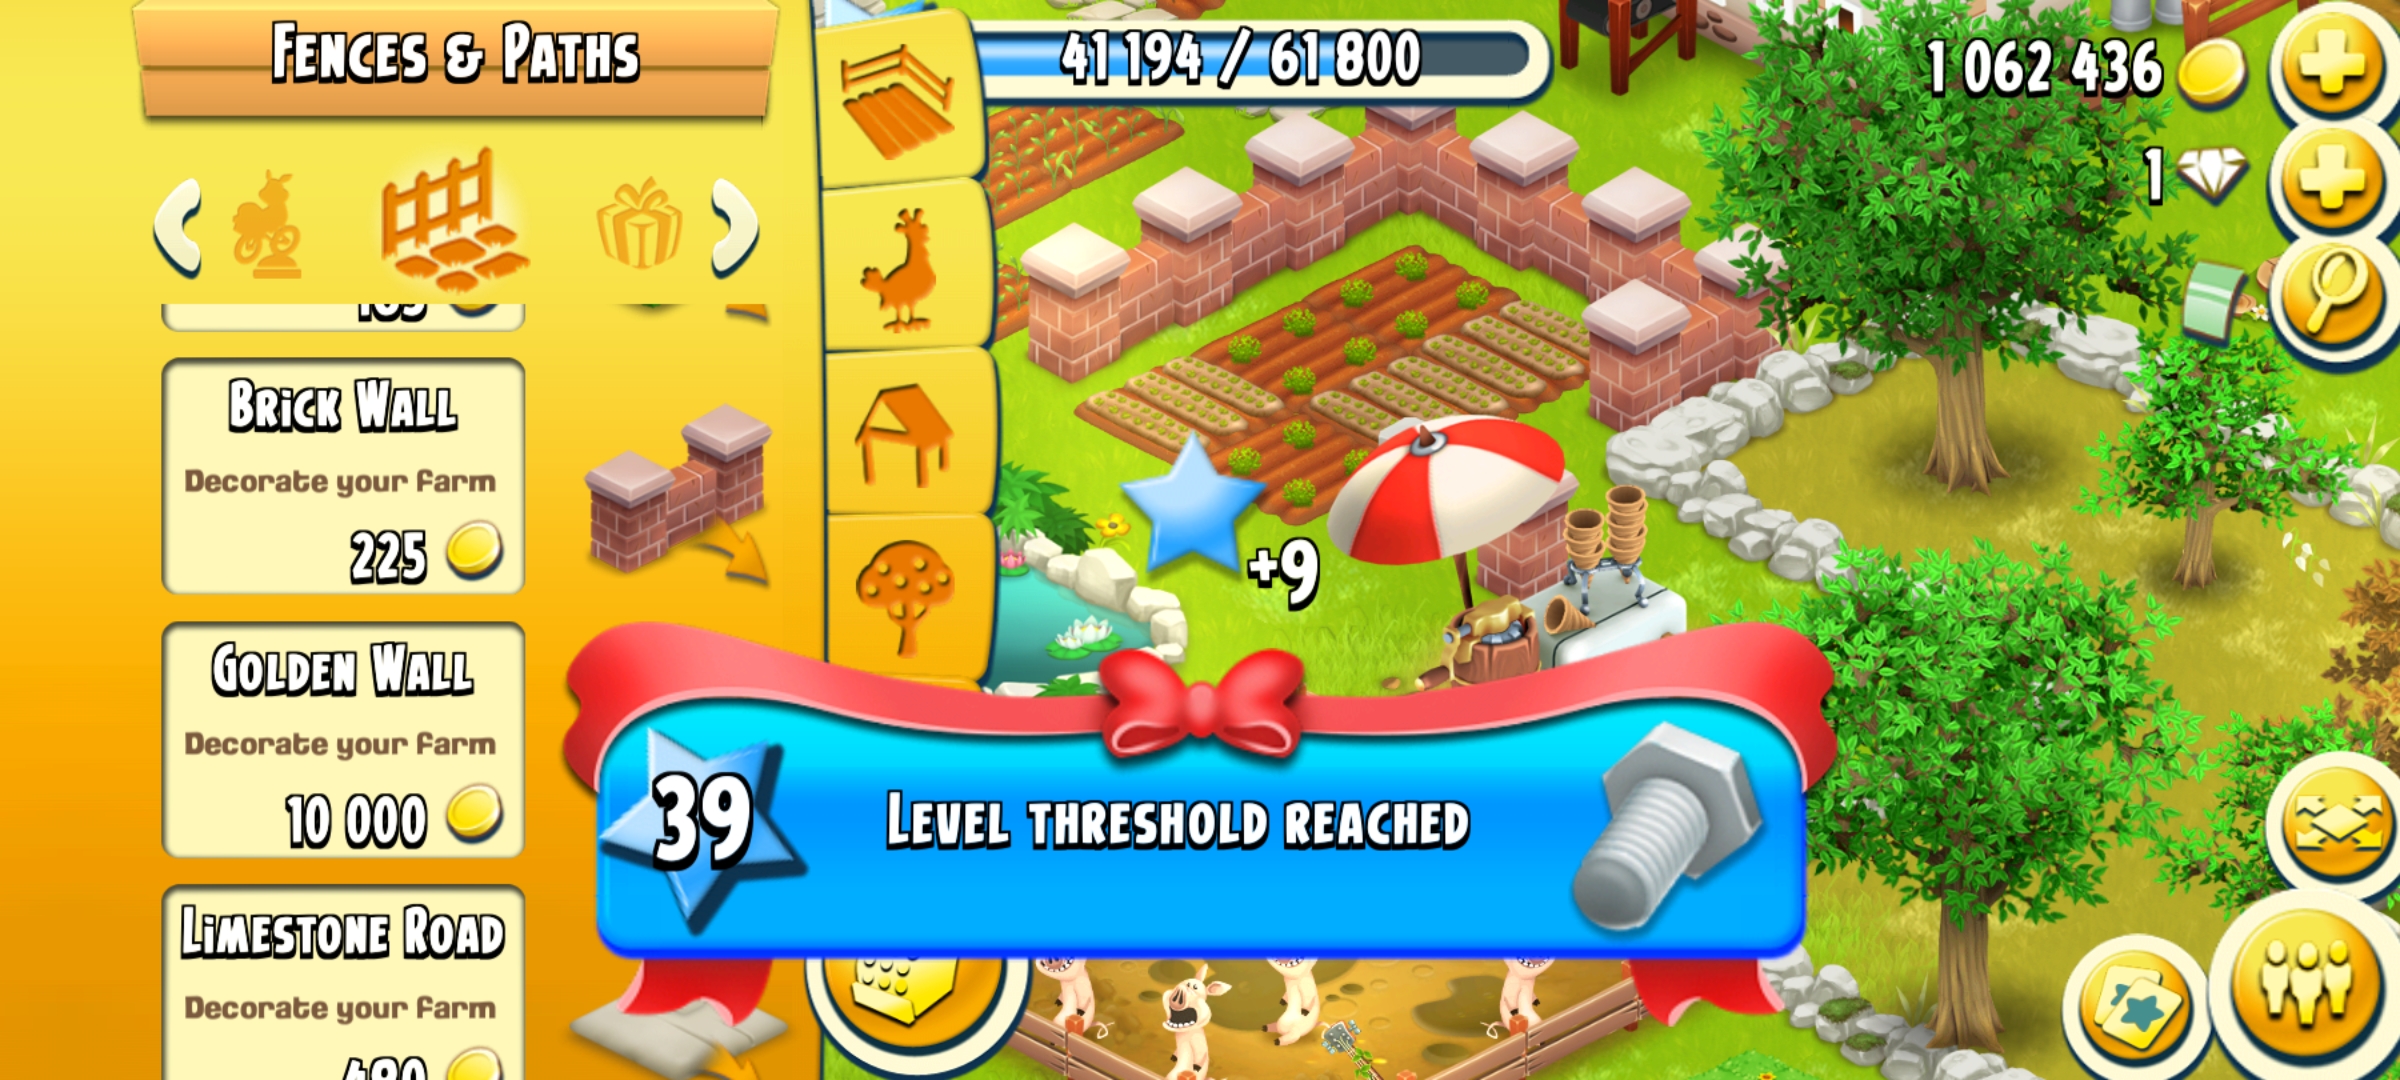 FENCES & PATHS
41 194 / 61 800
1 062 436
1
BRICK WALL
Decorate your farm
225
+9
GOLDEN WALL
Decorate your farm
10 000
39
LEVEL THRESHOLD REACHED
LIMESTONE ROAD
Decorate your farm